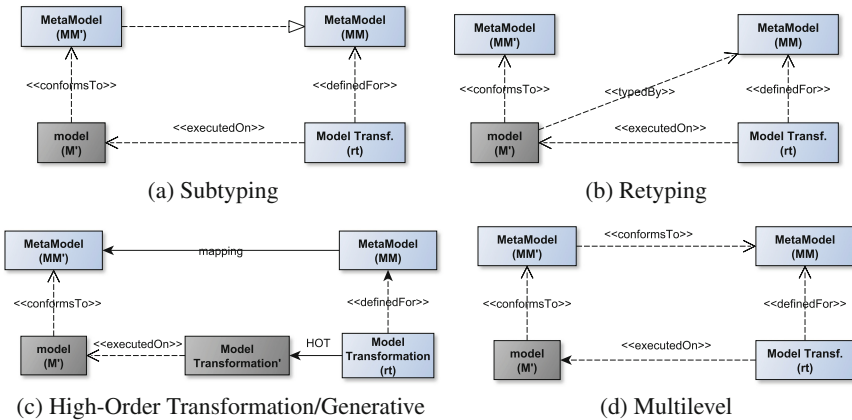 MetaModel
(MM')
MetaModel
(MM)
<<conformsTo>>
<<definedFor>>
<<executedOn>>
model
(M')
Model Transf.
(rt)
(a) Subtyping
MetaModel
(MM')
MetaModel
(MM)
<<conformsTo>>
<<typedBy>>
<<definedFor>>
<<executedOn>>
model
(M')
Model Transf.
(rt)
(b) Retyping
MetaModel
(MM')
mapping
MetaModel
(MM)
<<conformsTo>>
<<definedFor>>
model
(M')
<<executedOn>>
Model
Transformation'
HOT
Model
Transformation
(rt)
(c) High-Order Transformation/Generative
<<conformsTo>>
MetaModel
(MM')
MetaModel
(MM)
<<conformsTo>>
<<definedFor>>
<<executedOn>>
model
(M')
Model Transf.
(rt)
(d) Multilevel